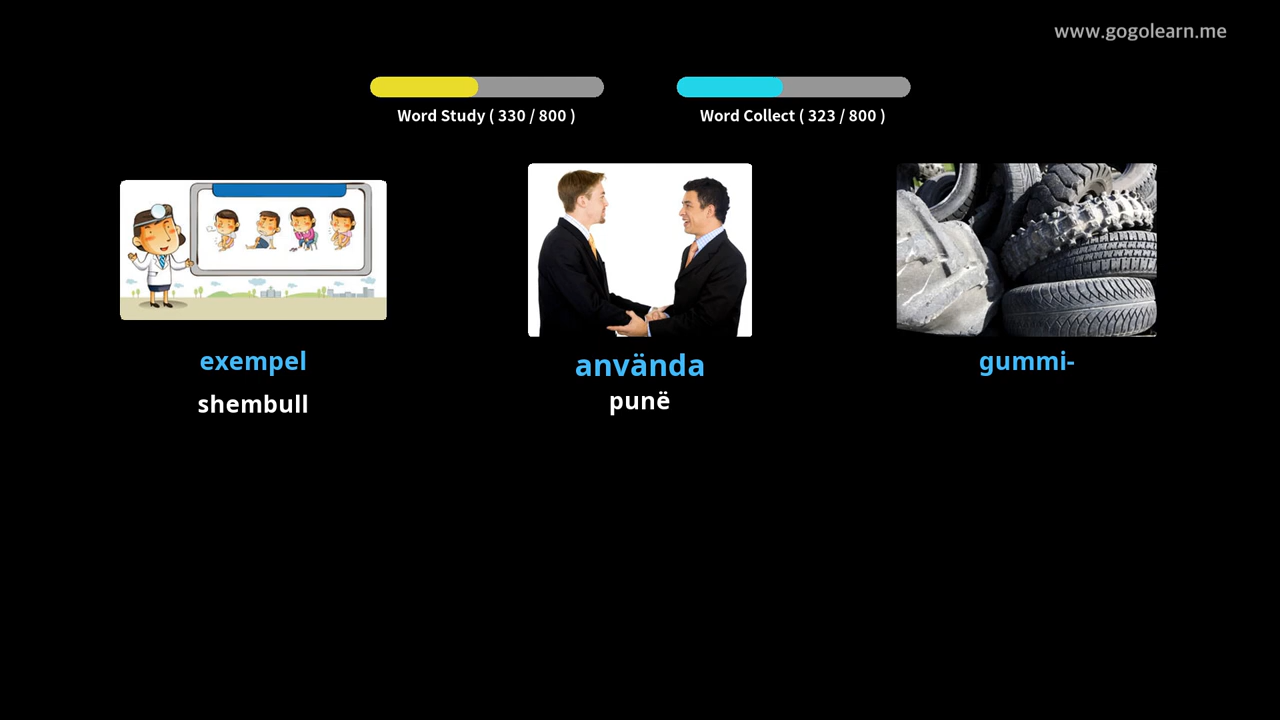 www.gogolearn.me
Word Study ( 330 / 800 )
Word Collect ( 323 / 800 )
exempel
shembull
använda
punë
gummi-